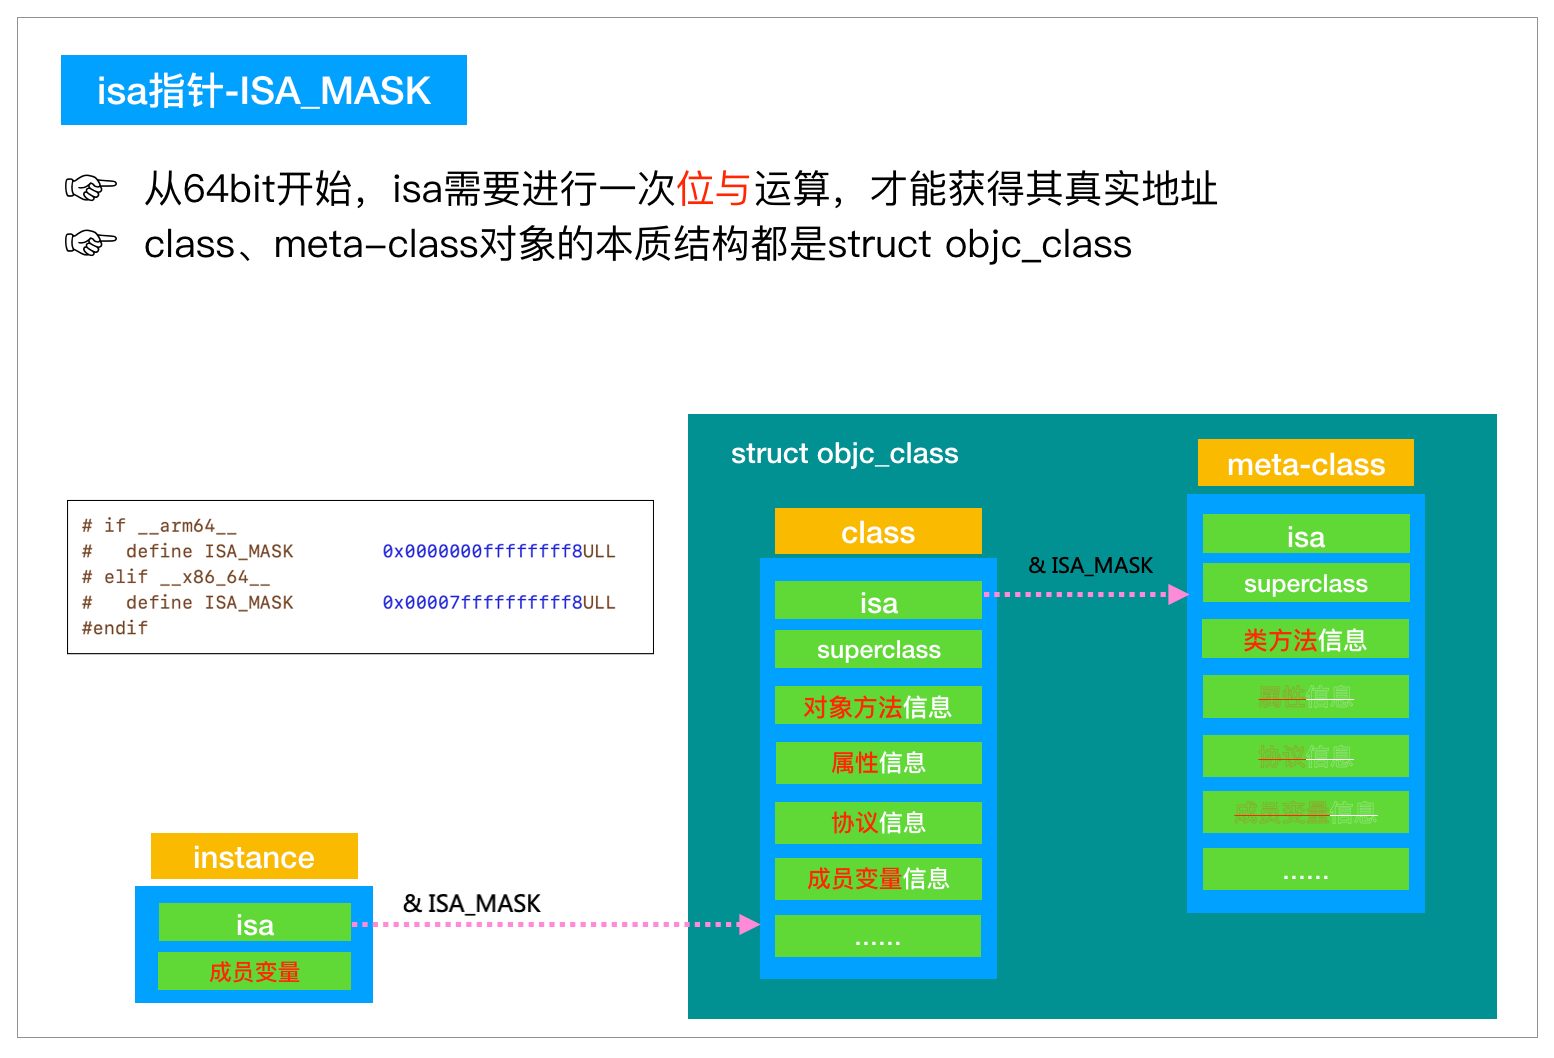 isa指针-ISA_MASK
☞ 从64bit开始，isa需要进行一次位与运算，才能获得其真实地址
☞ class、meta-class对象的本质结构都是struct objc_class
# if __arm64__
#   define ISA_MASK        0x0000000ffffffff8ULL
# elif __x86_64__
#   define ISA_MASK        0x00007ffffffffff8ULL
#endif
instance
isa
成员变量
& ISA_MASK
struct objc_class
class
isa
superclass
对象方法信息
属性信息
协议信息
成员变量信息
......
& ISA_MASK
meta-class
isa
superclass
类方法信息
属性信息
协议信息
成员变量信息
......